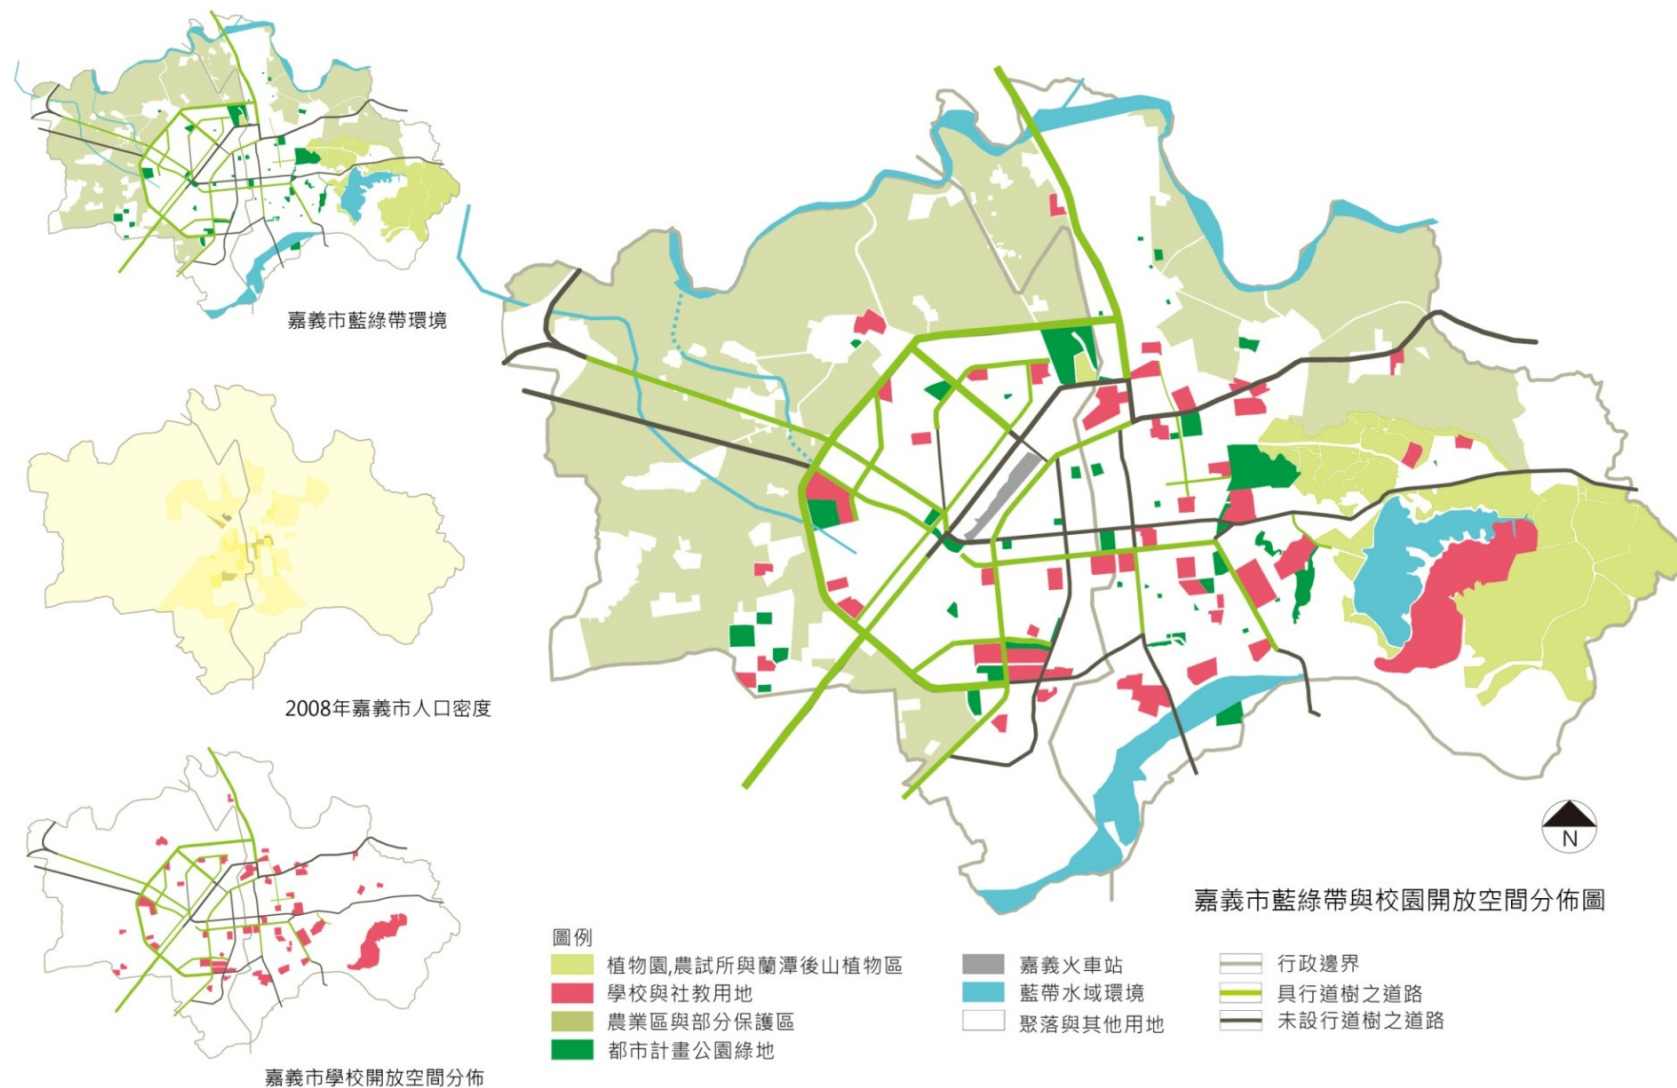 嘉義市藍綠帶環境
2008年嘉義市人口密度
嘉義市學校開放空間分佈
N
嘉義市藍綠帶與校園開放空間分佈圖
圖例
植物園,農試所與蘭潭後山植物區
學校與社教用地
農業區與部分保護區
都市計畫公園綠地
嘉義火車站
藍帶水域環境
聚落與其他用地
行政邊界
具行道樹之道路
未設行道樹之道路